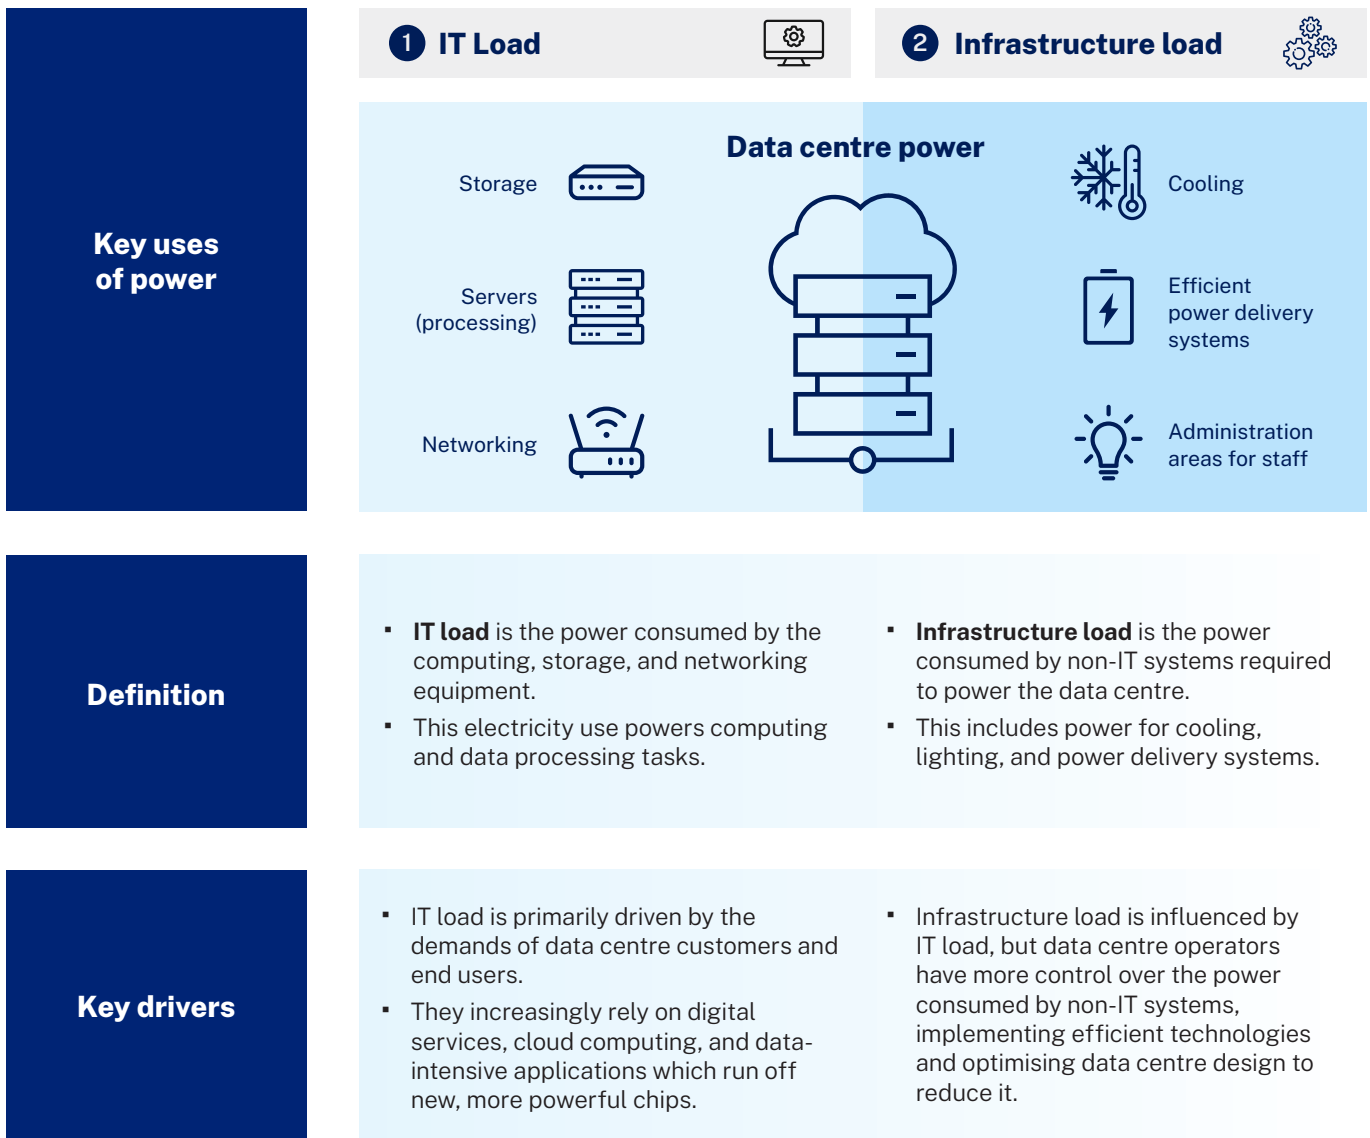 1 IT Load
2 Infrastructure load
Key uses
of power
Data centre power
Storage
Servers
(processing)
Networking
Cooling
Efficient
power delivery
systems
Administration
areas for staff
Definition
▪ IT load is the power consumed by the
computing, storage, and networking
equipment.
▪ This electricity use powers computing
and data processing tasks.
▪ Infrastructure load is the power
consumed by non-IT systems required
to power the data centre.
▪ This includes power for cooling,
lighting, and power delivery systems.
Key drivers
▪ IT load is primarily driven by the
demands of data centre customers and
end users.
▪ They increasingly rely on digital
services, cloud computing, and data-
intensive applications which run off
new, more powerful chips.
▪ Infrastructure load is influenced by
IT load, but data centre operators
have more control over the power
consumed by non-IT systems,
implementing efficient technologies
and optimising data centre design to
reduce it.